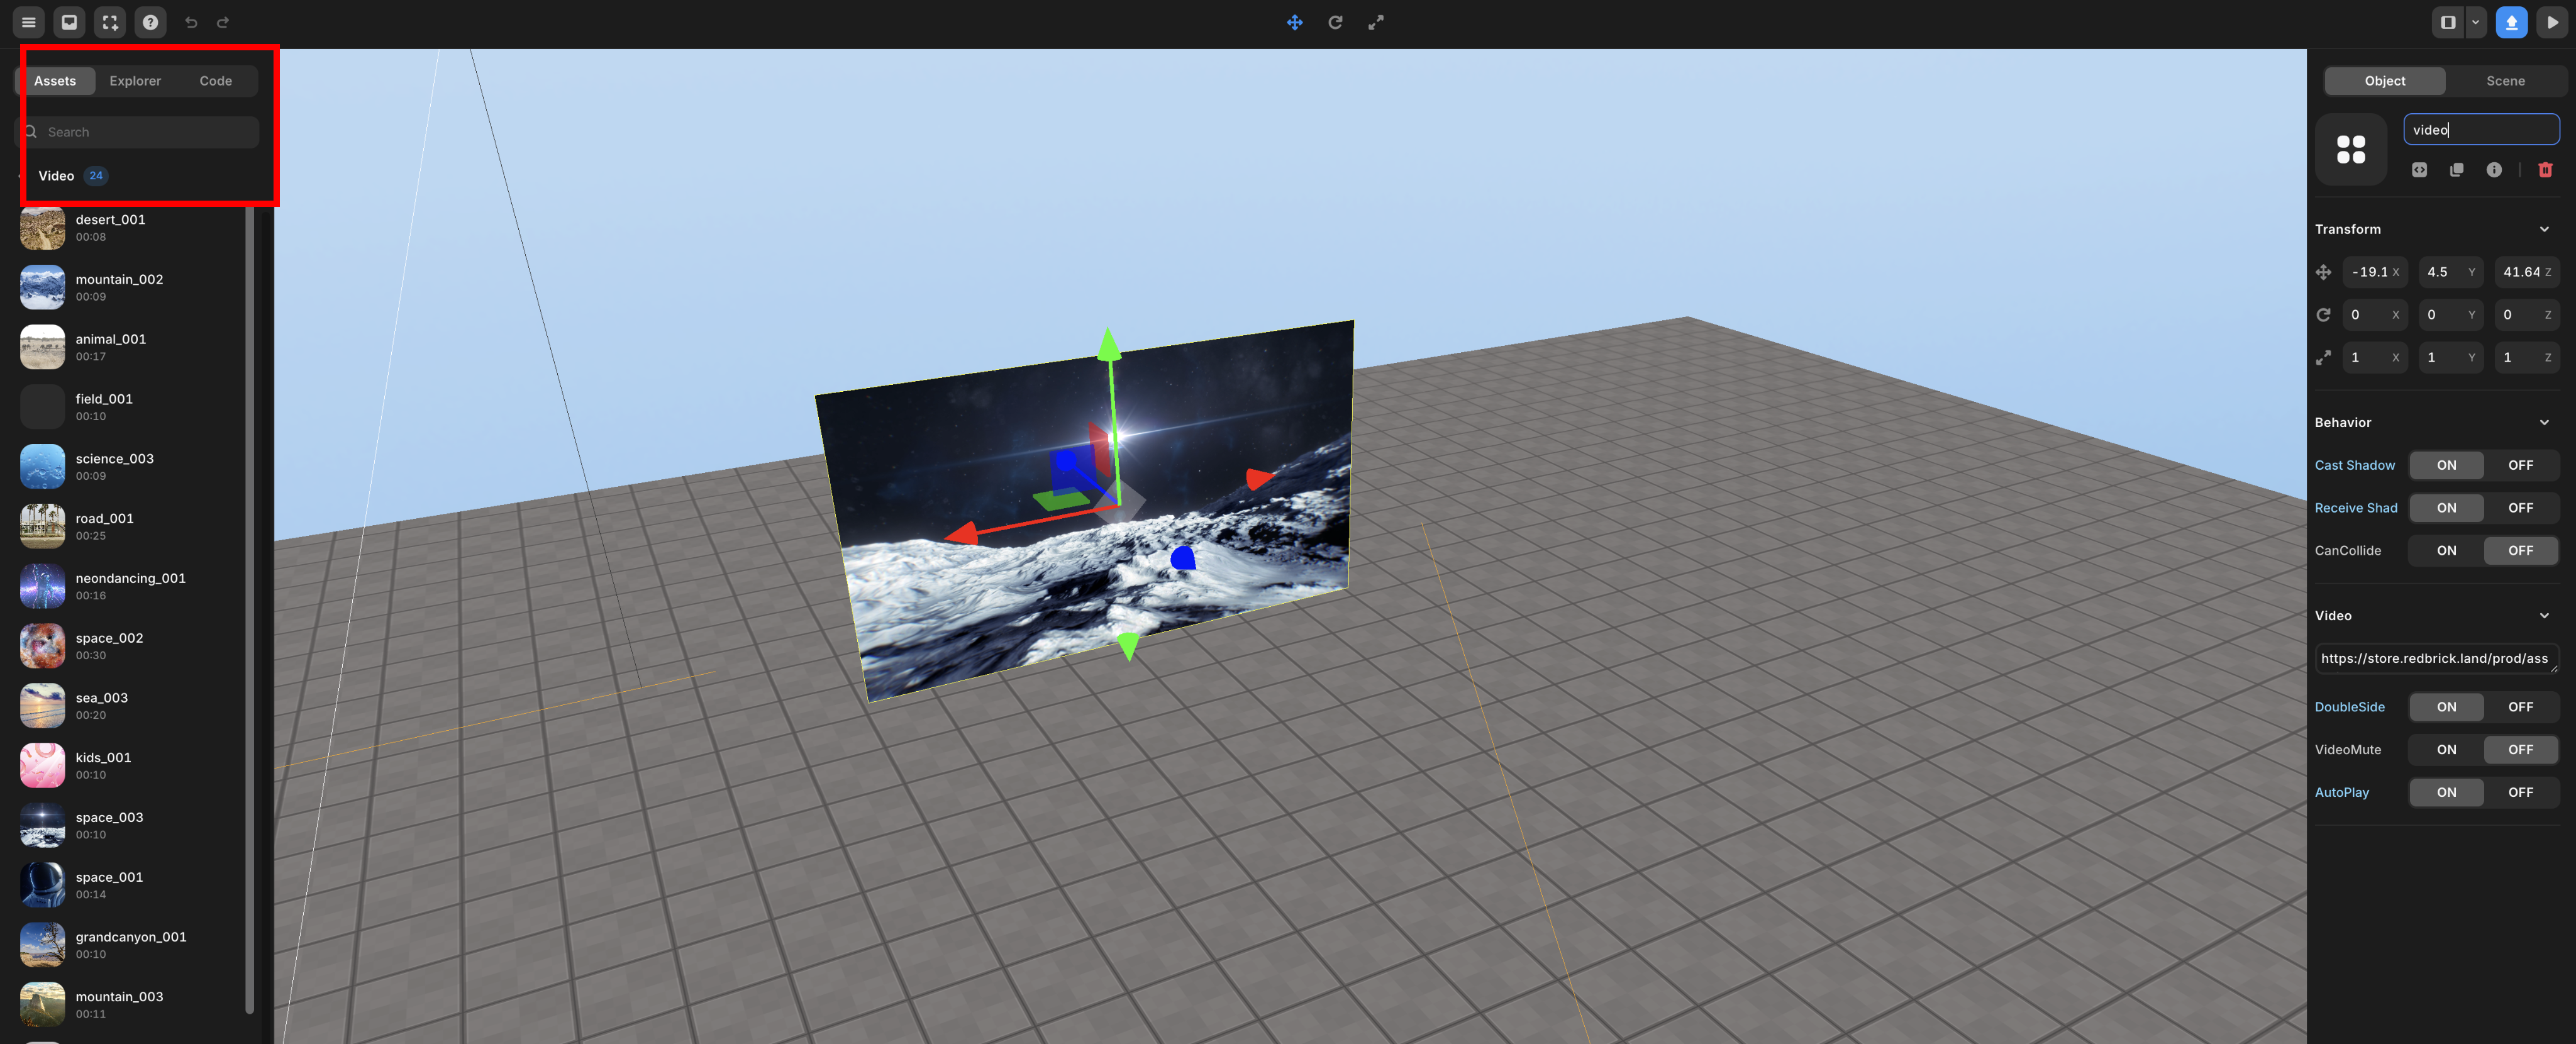 Assets Explorer Code
Search
Video 24
desert_001
00:08
mountain_002
00:09
animal_001
00:17
field_001
00:10
science_003
00:09
road_001
00:25
neondancing_001
00:16
space_002
00:30
sea_003
00:20
kids_001
00:10
space_003
00:10
space_001
00:14
grandcanyon_001
00:10
mountain_003
00:11
Object Scene
video
Transform
-19.1 X 4.5 Y 41.64 Z
0 X 0 Y 0 Z
1 X 1 Y 1 Z
Behavior
Cast Shadow ON OFF
Receive Shad ON OFF
CanCollide ON OFF
Video
https://store.redbrick.land/prod/ass
DoubleSide ON OFF
VideoMute ON OFF
AutoPlay ON OFF